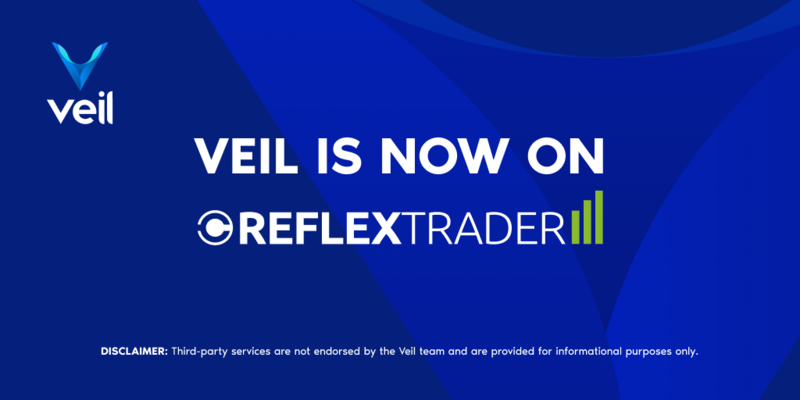 veil
VEIL IS NOW ON
REFLEXTRADER
DISCLAIMER: Third-party services are not endorsed by the Veil team and are provided for informational purposes only.